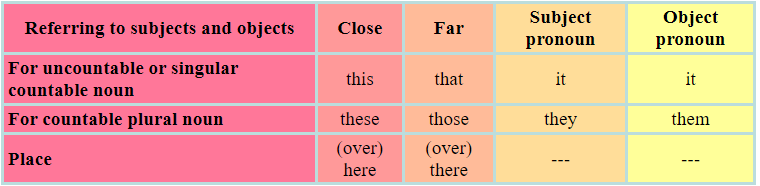 Referring to subjects and objects Close Far Subject pronoun Object pronoun
For uncountable or singular countable noun this that it it
For countable plural noun these those they them
Place (over) here (over) there --- ---